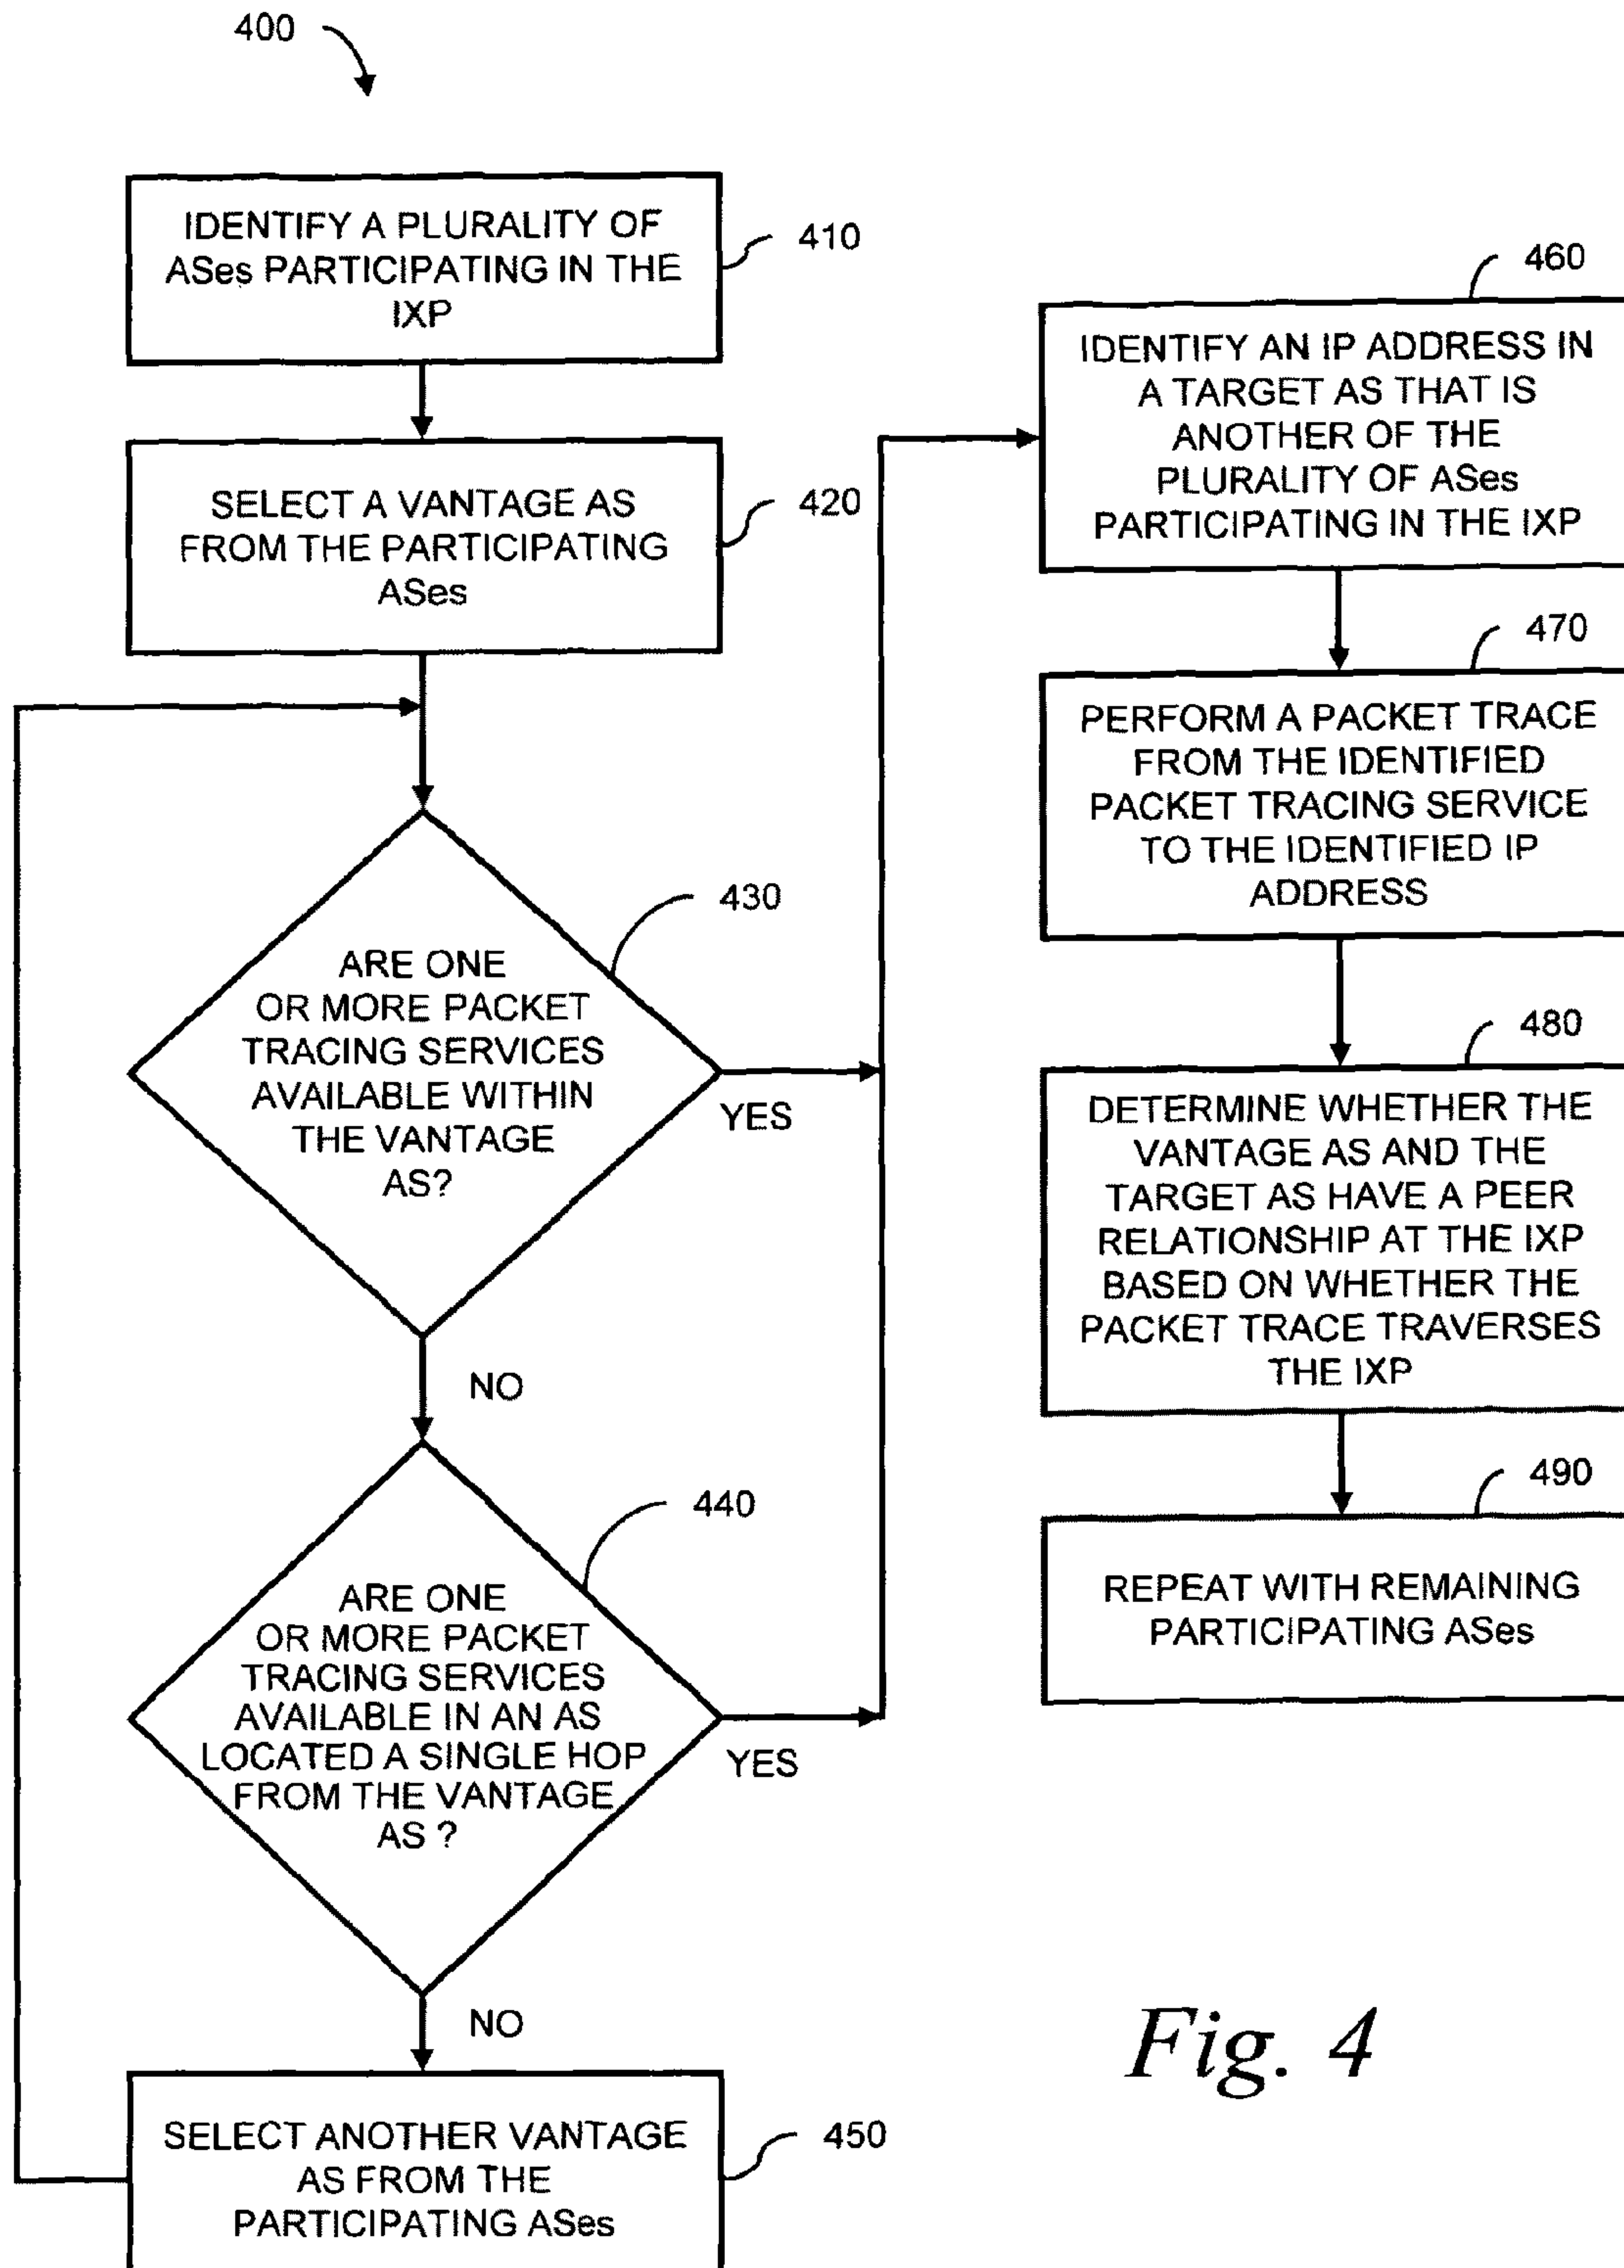 400
IDENTIFY A PLURALITY OF
ASes PARTICIPATING IN THE
IXP
410
SELECT A VANTAGE AS
FROM THE PARTICIPATING
ASes
420
ARE ONE
OR MORE PACKET
TRACING SERVICES
AVAILABLE WITHIN
THE VANTAGE
AS?
430
YES
NO
ARE ONE
OR MORE PACKET
TRACING SERVICES
AVAILABLE IN AN AS
LOCATED A SINGLE HOP
FROM THE VANTAGE
AS ?
440
YES
NO
SELECT ANOTHER VANTAGE
AS FROM THE
PARTICIPATING ASes
450
460
IDENTIFY AN IP ADDRESS IN
A TARGET AS THAT IS
ANOTHER OF THE
PLURALITY OF ASes
PARTICIPATING IN THE IXP
470
PERFORM A PACKET TRACE
FROM THE IDENTIFIED
PACKET TRACING SERVICE
TO THE IDENTIFIED IP
ADDRESS
480
DETERMINE WHETHER THE
VANTAGE AS AND THE
TARGET AS HAVE A PEER
RELATIONSHIP AT THE IXP
BASED ON WHETHER THE
PACKET TRACE TRAVERSES
THE IXP
490
REPEAT WITH REMAINING
PARTICIPATING ASes
Fig. 4